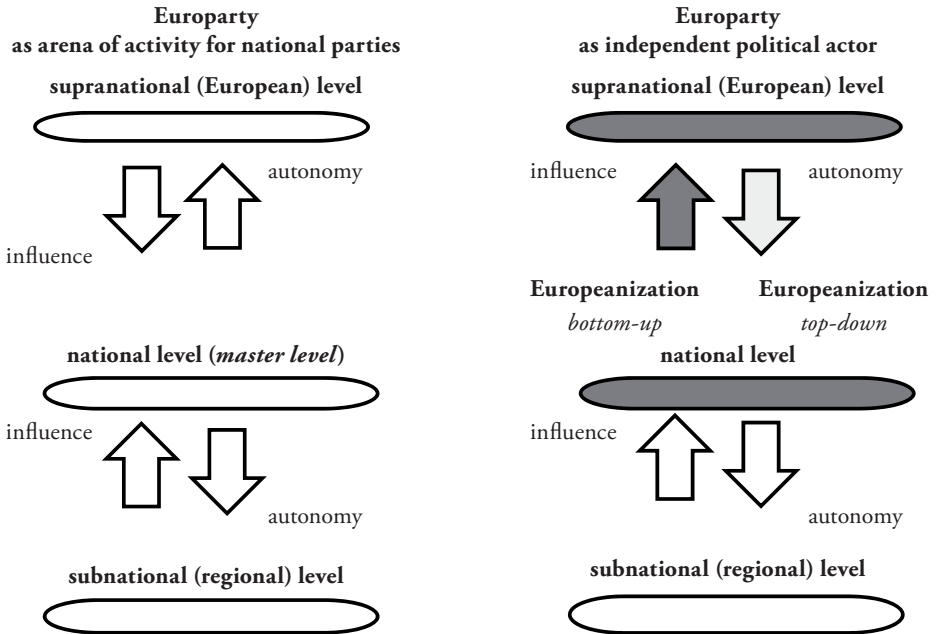 Europarty
as arena of activity for national parties
supranational (European) level
autonomy
influence
national level (master level)
influence
autonomy
subnational (regional) level
Europarty
as independent political actor
supranational (European) level
influence
autonomy
Europeanization
bottom-up
Europeanization
top-down
national level
influence
autonomy
subnational (regional) level